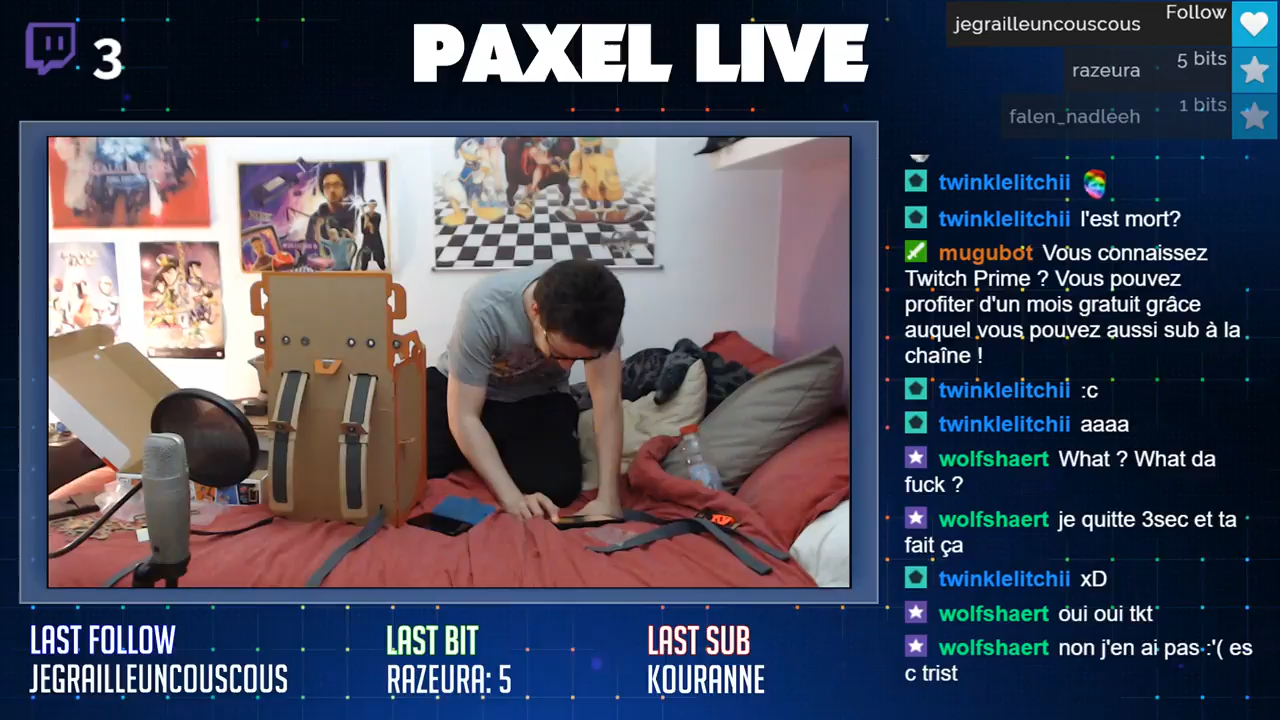 3
PAXEL LIVE
jegrailleuncouscous Follow
razeura 5 bits
falen_nadleeh 1 bits
twinklelitchii
twinklelitchii l'est mort?
mugubot Vous connaissez
Twitch Prime ? Vous pouvez
profiter d'un mois gratuit grâce
auquel vous pouvez aussi sub à la
chaîne !
twinklelitchii :c
twinklelitchii aaaa
wolfshaert What ? What da
fuck ?
wolfshaert je quitte 3sec et ta
fait ça
twinklelitchii xD
wolfshaert oui oui tkt
wolfshaert non j'en ai pas :'( es
c trist
LAST FOLLOW
JEGRAILLEUNCOUSCOUS
LAST BIT
RAZEURA: 5
LAST SUB
KOURANNE